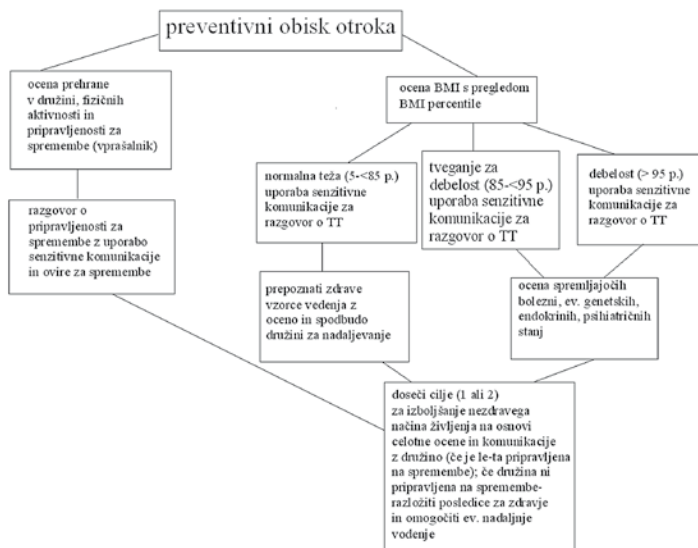 preventivni obisk otroka
ocena prehrane
v družini, fizičnih
aktivnosti in
pripravljenosti za
spremembe (vprašalnik)
ocena BMI s pregledom
BMI percentile
normalna teža (5-<85 p.)
uporaba senzitivne
komunikacije za
razgovor o TT
tveganje za
debelost (85-<95 p.)
uporaba senzitivne
komunikacije za
razgovor o TT
debelost (> 95 p.)
uporaba senzitivne
komunikacije za
razgovor o TT
razgovor o
pripravljenosti za
spremembe z uporabo
senzitivne komunikacije
in ovire za spremembe
prepoznati zdrave
vzorce vedenja z
oceno in spodbudo
družini za nadaljevanje
ocena spremljajočih
bolezni, ev. genetskih,
endokrinih, psihiatričnih
stanj
doseči cilje (1 ali 2)
za izboljšanje nezdravega
načina življenja na osnovi
celotne ocene in komunikacije
z družino (če je le-ta pripravljena
na spremembe); če družina ni
pripravljena na spremembe-
razložiti posledice za zdravje
in omogočiti ev. nadaljnje
vodenje